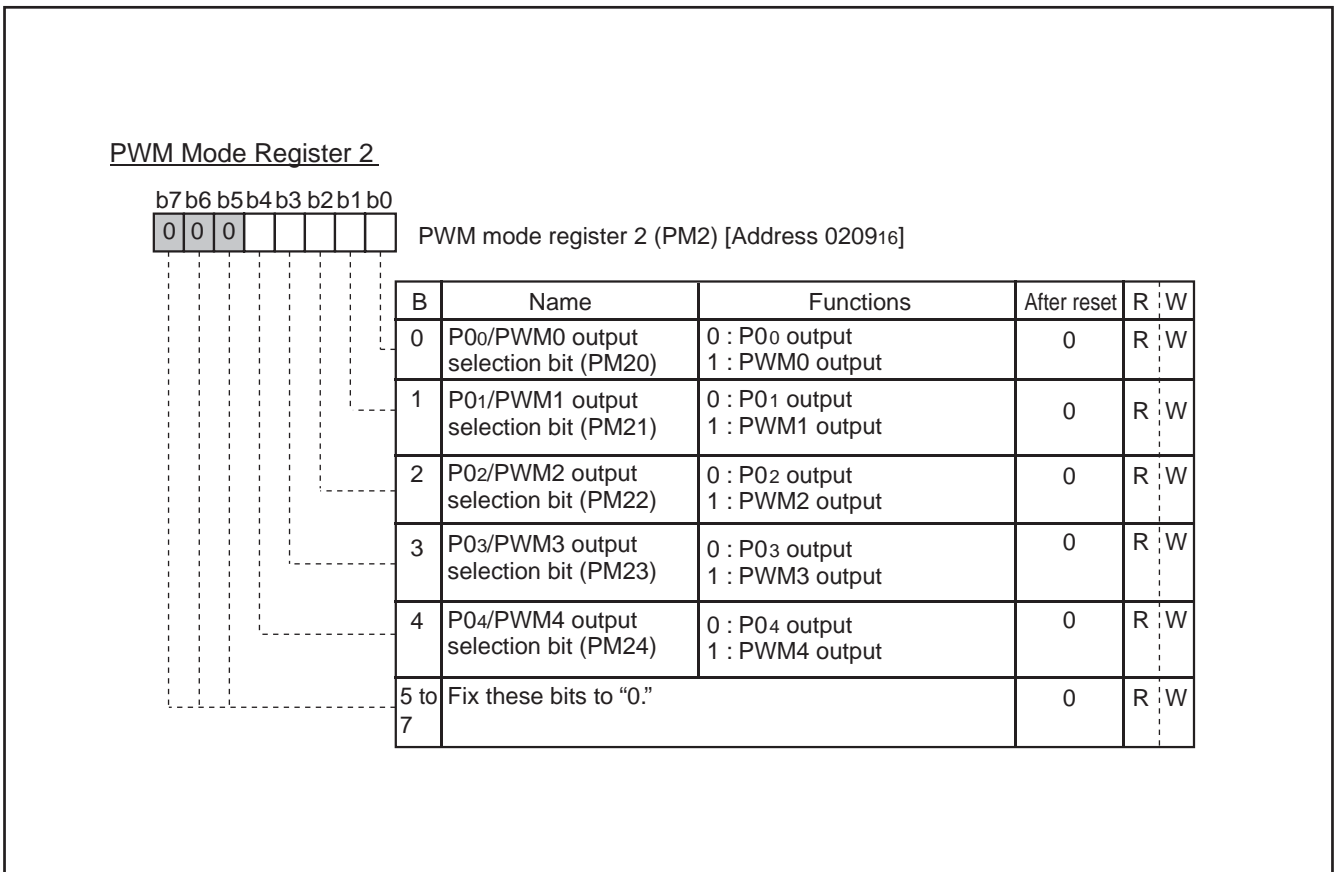 PWM Mode Register 2
b7 b6 b5 b4 b3 b2 b1 b0
0 0 0
PWM mode register 2 (PM2) [Address 020916]
B Name Functions After reset R W
0 P00/PWM0 output selection bit (PM20) 0 : P00 output 1 : PWM0 output 0 R W
1 P01/PWM1 output selection bit (PM21) 0 : P01 output 1 : PWM1 output 0 R W
2 P02/PWM2 output selection bit (PM22) 0 : P02 output 1 : PWM2 output 0 R W
3 P03/PWM3 output selection bit (PM23) 0 : P03 output 1 : PWM3 output 0 R W
4 P04/PWM4 output selection bit (PM24) 0 : P04 output 1 : PWM4 output 0 R W
5 to 7 Fix these bits to “0.” 0 R W